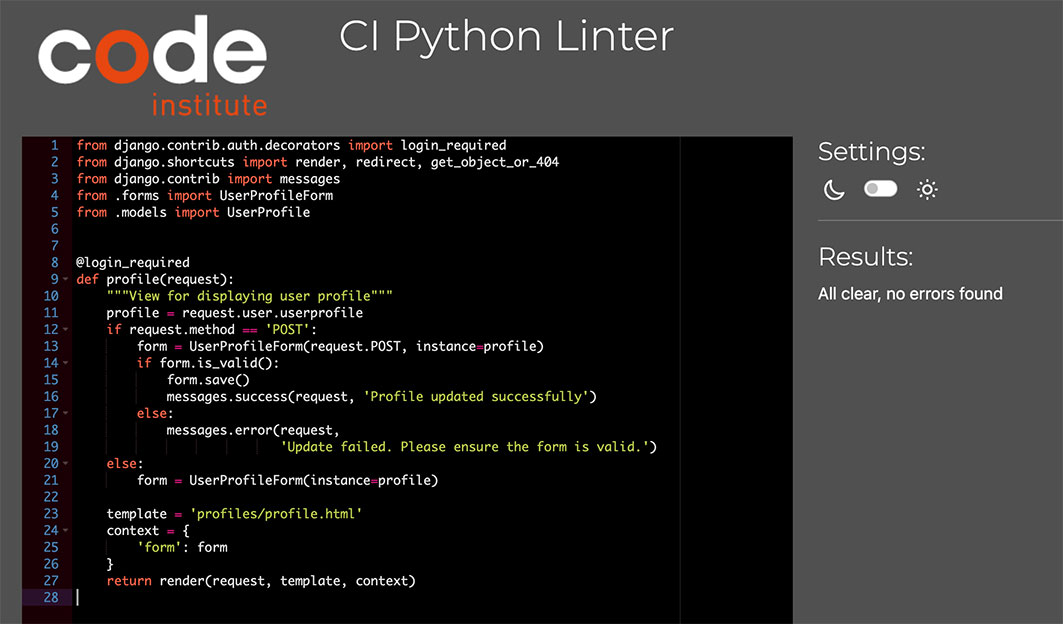 code
institute
CI Python Linter
1 from django.contrib.auth.decorators import login_required
2 from django.shortcuts import render, redirect, get_object_or_404
3 from django.contrib import messages
4 from .forms import UserProfileForm
5 from .models import UserProfile
6
7
8 @login_required
9 def profile(request):
10     """View for displaying user profile"""
11     profile = request.user.userprofile
12     if request.method == 'POST':
13         form = UserProfileForm(request.POST, instance=profile)
14         if form.is_valid():
15             form.save()
16             messages.success(request, 'Profile updated successfully')
17         else:
18             messages.error(request,
19                            'Update failed. Please ensure the form is valid.')
20     else:
21         form = UserProfileForm(instance=profile)
22
23     template = 'profiles/profile.html'
24     context = {
25         'form': form
26     }
27     return render(request, template, context)
28
Settings:
Results:
All clear, no errors found